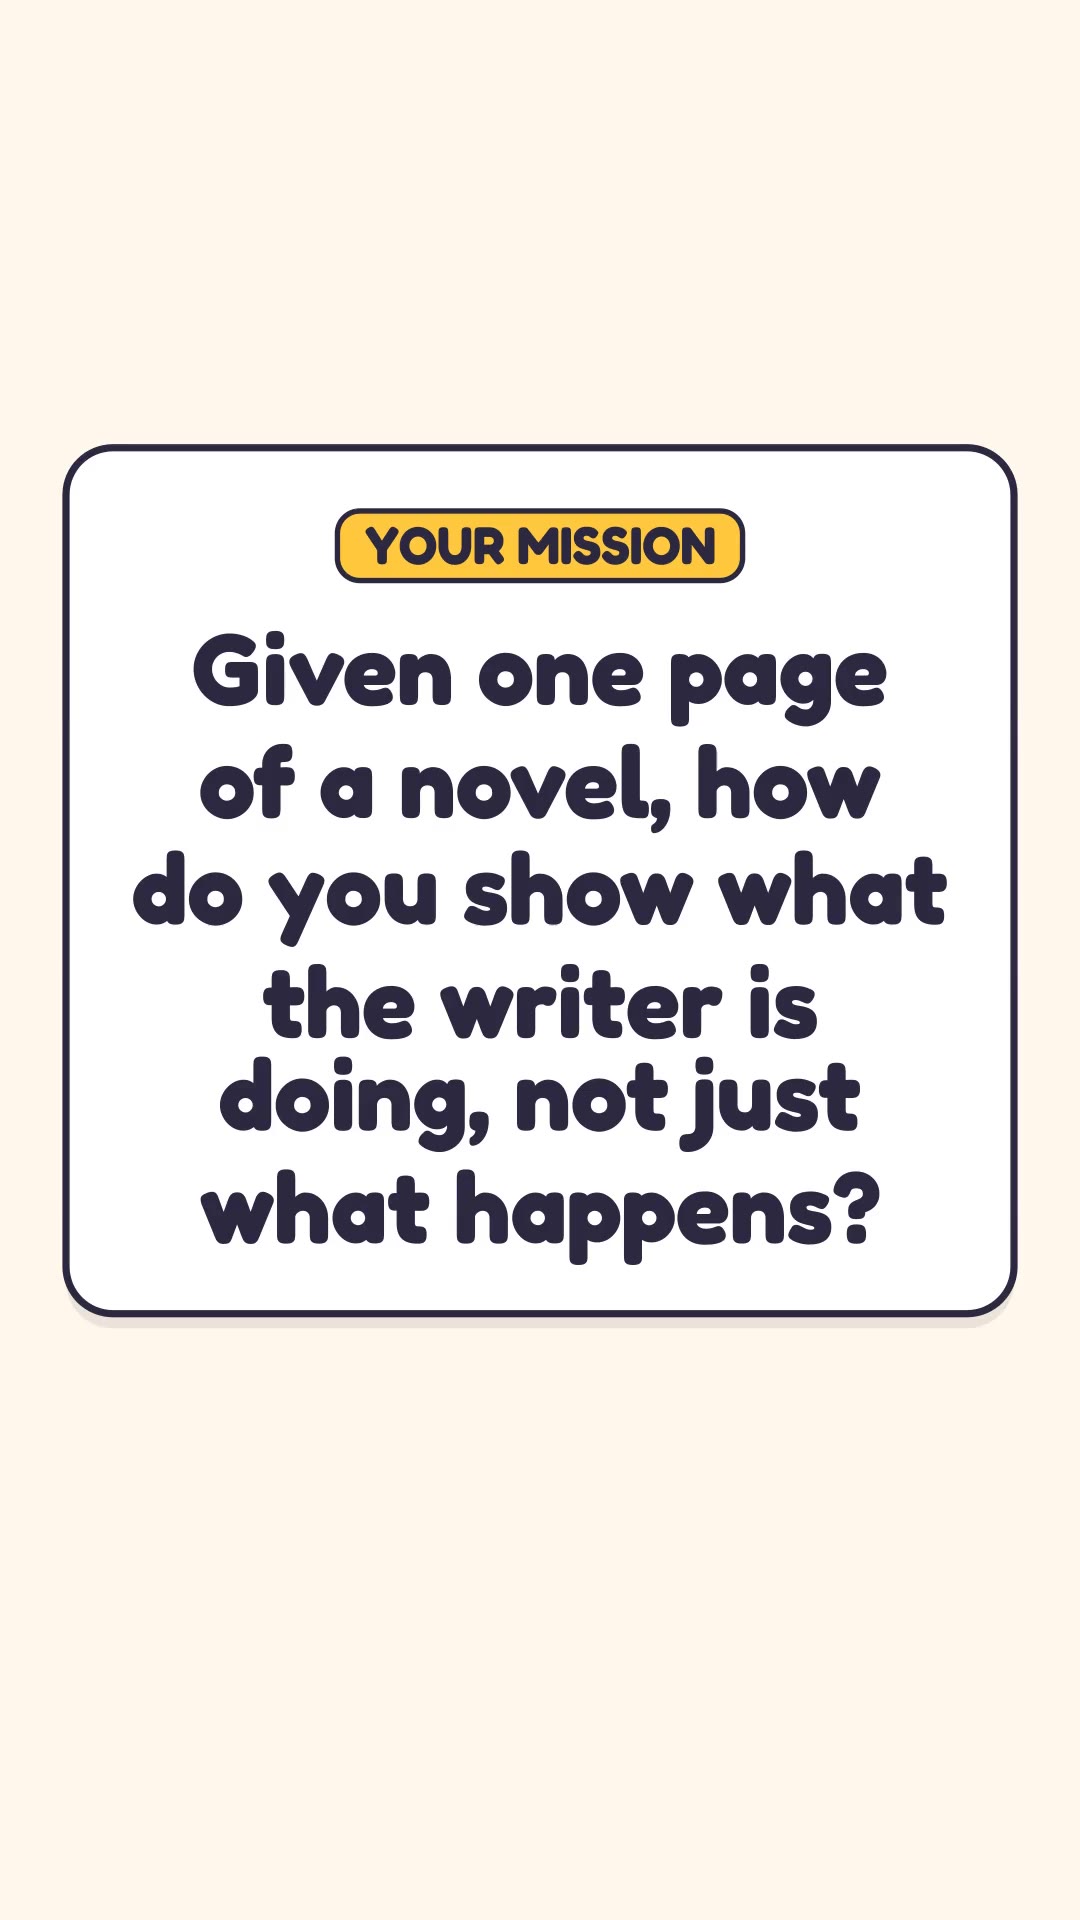 YOUR MISSION
Given one page
of a novel, how
do you show what
the writer is
doing, not just
what happens?